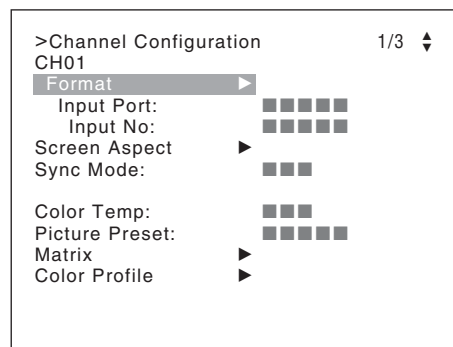 >Channel Configuration 1/3
CH01
Format
Input Port:
Input No:
Screen Aspect
Sync Mode:
Color Temp:
Picture Preset:
Matrix
Color Profile